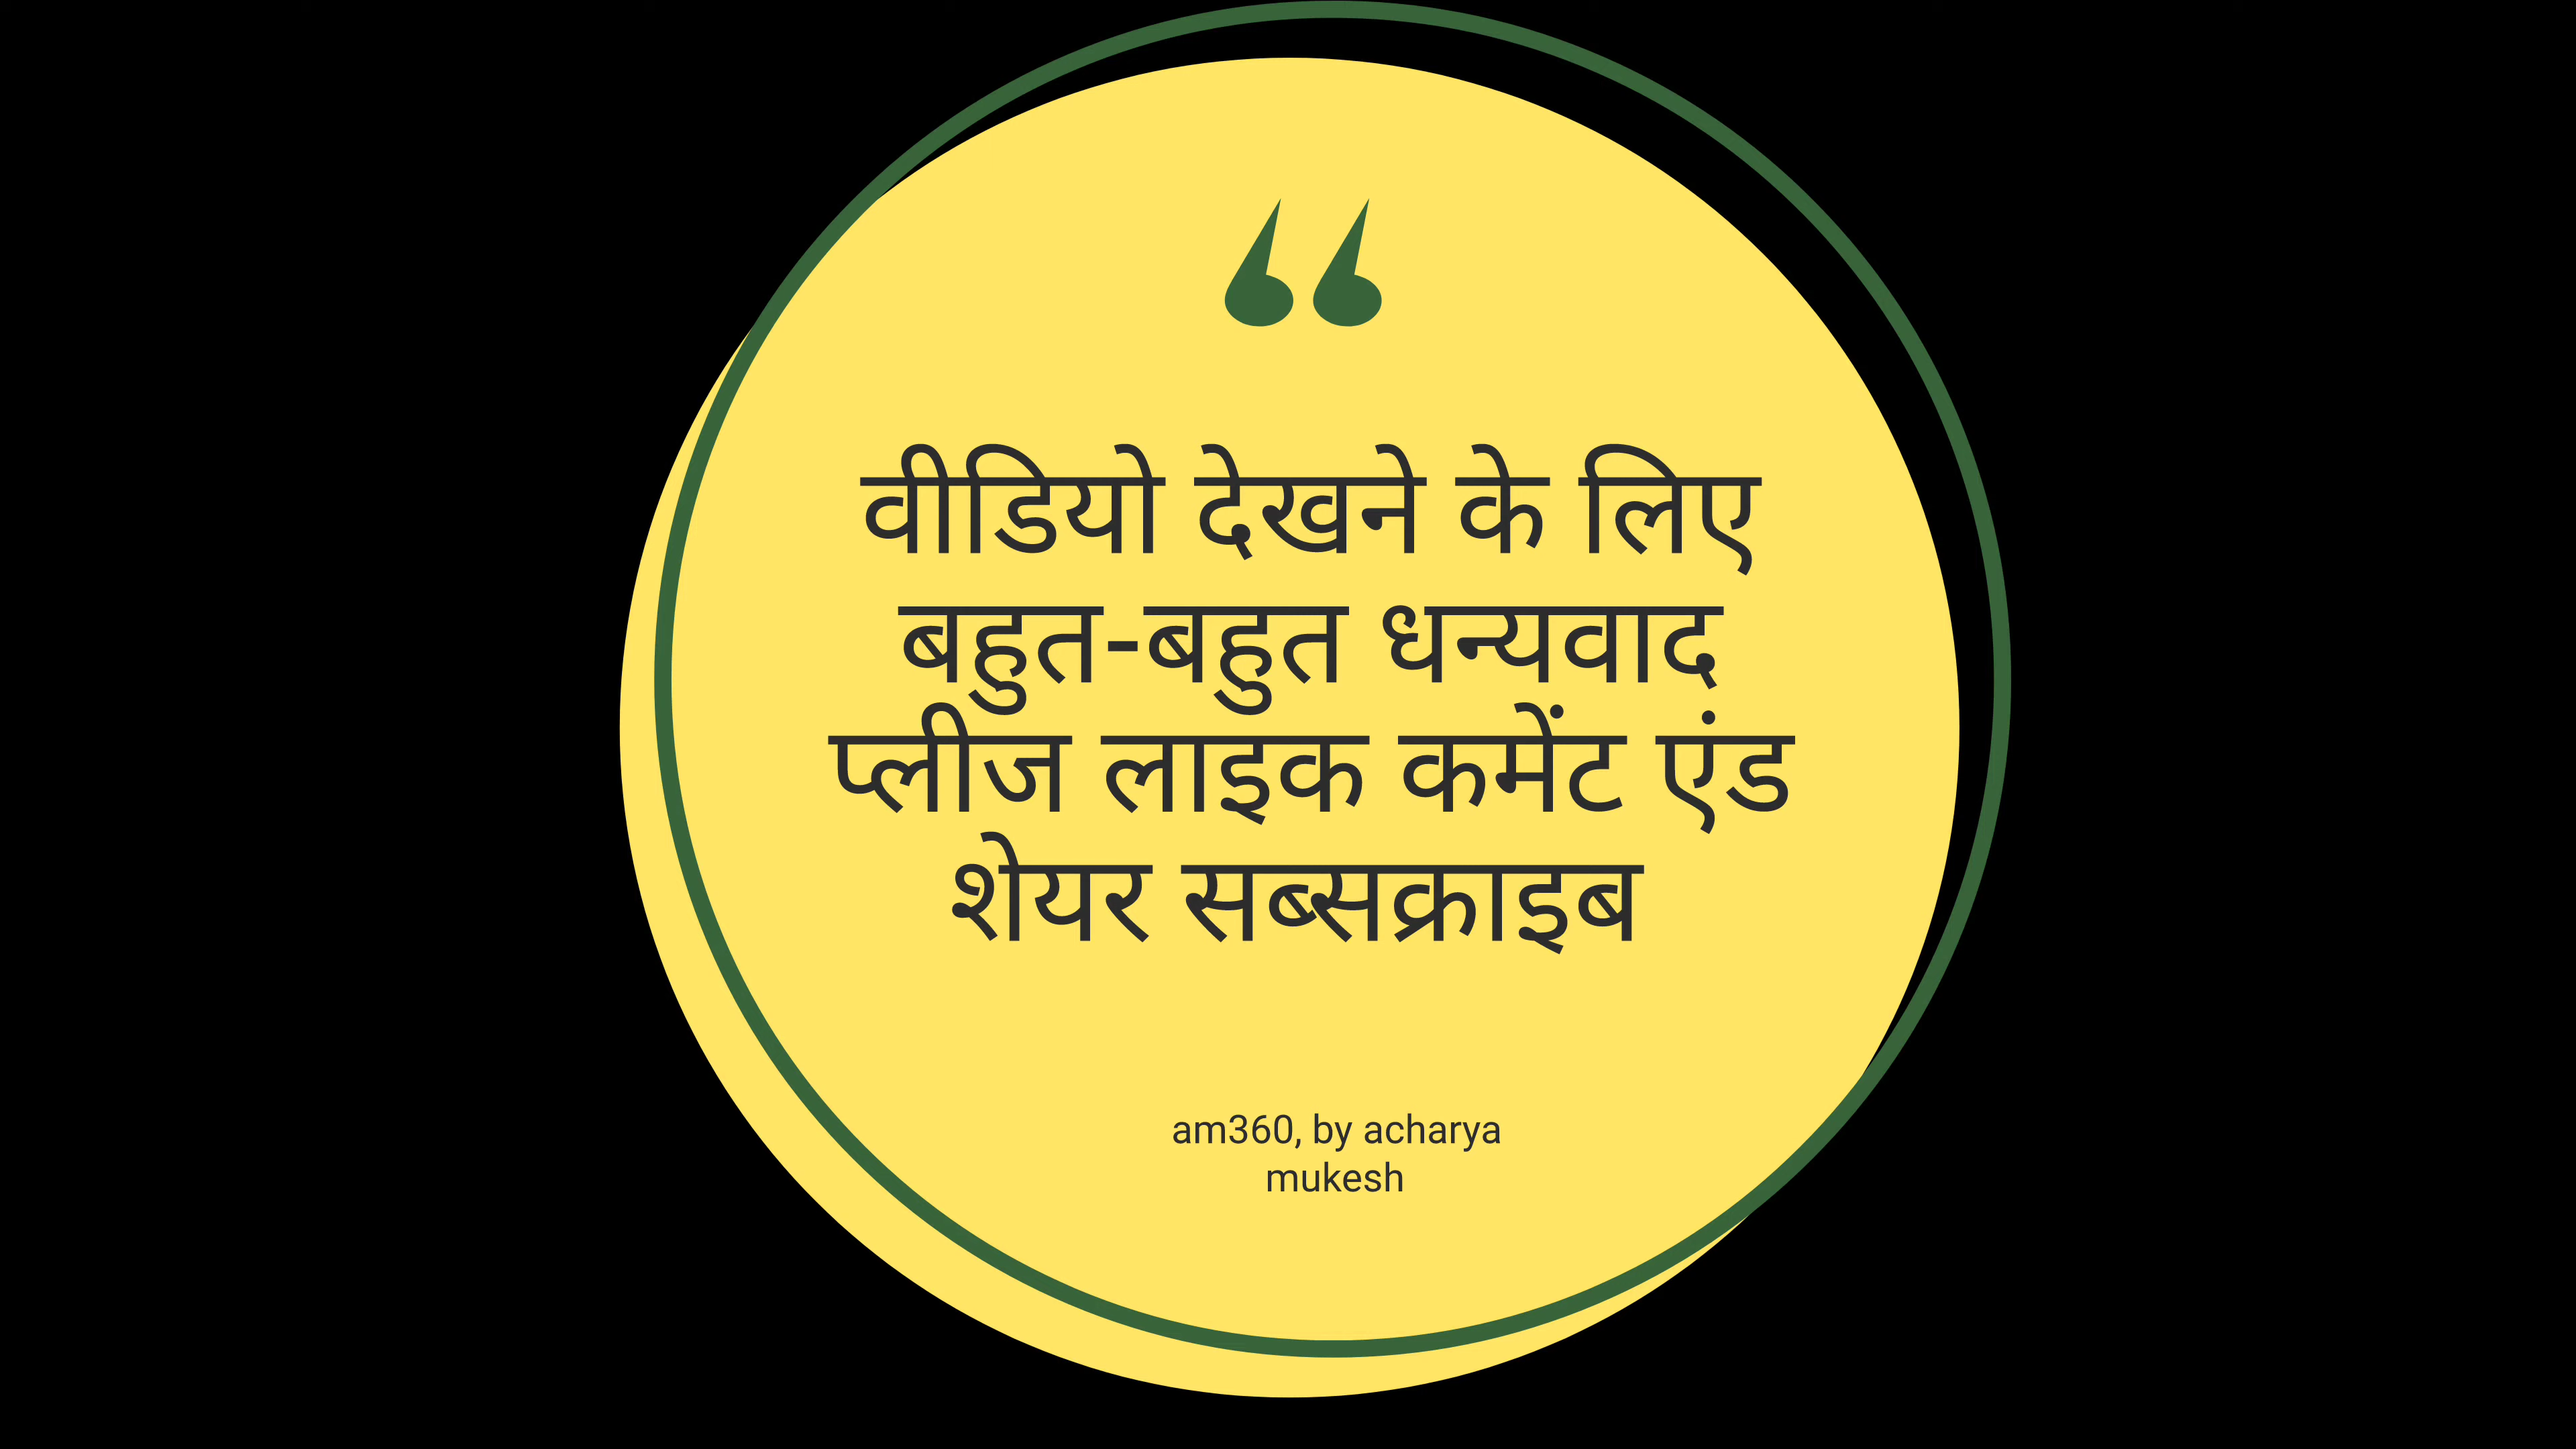 “
वीडियो देखने के लिए
बहुत-बहुत धन्यवाद
प्लीज लाइक कमेंट एंड
शेयर सब्सक्राइब
am360, by acharya
mukesh